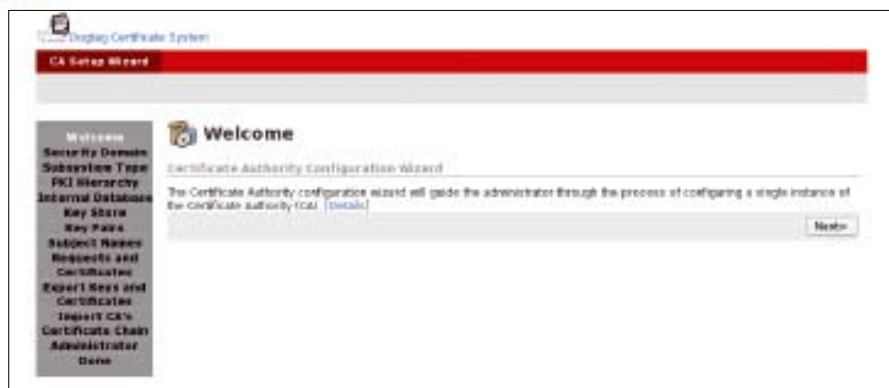 Dogtag Certificate System
CA Setup Wizard
Welcome
Security Domain
Subsystem Type
PKI Hierarchy
Internal Database
Key Store
Key Pairs
Subject Names
Requests and
Certificates
Export Keys and
Certificates
Import CA's
Certificate Chain
Administrator
Done
Welcome
Certificate Authority Configuration Wizard
The Certificate Authority configuration wizard will guide the administrator through the process of configuring a single instance of
the Certificate Authority (CA). [Details]
Next>